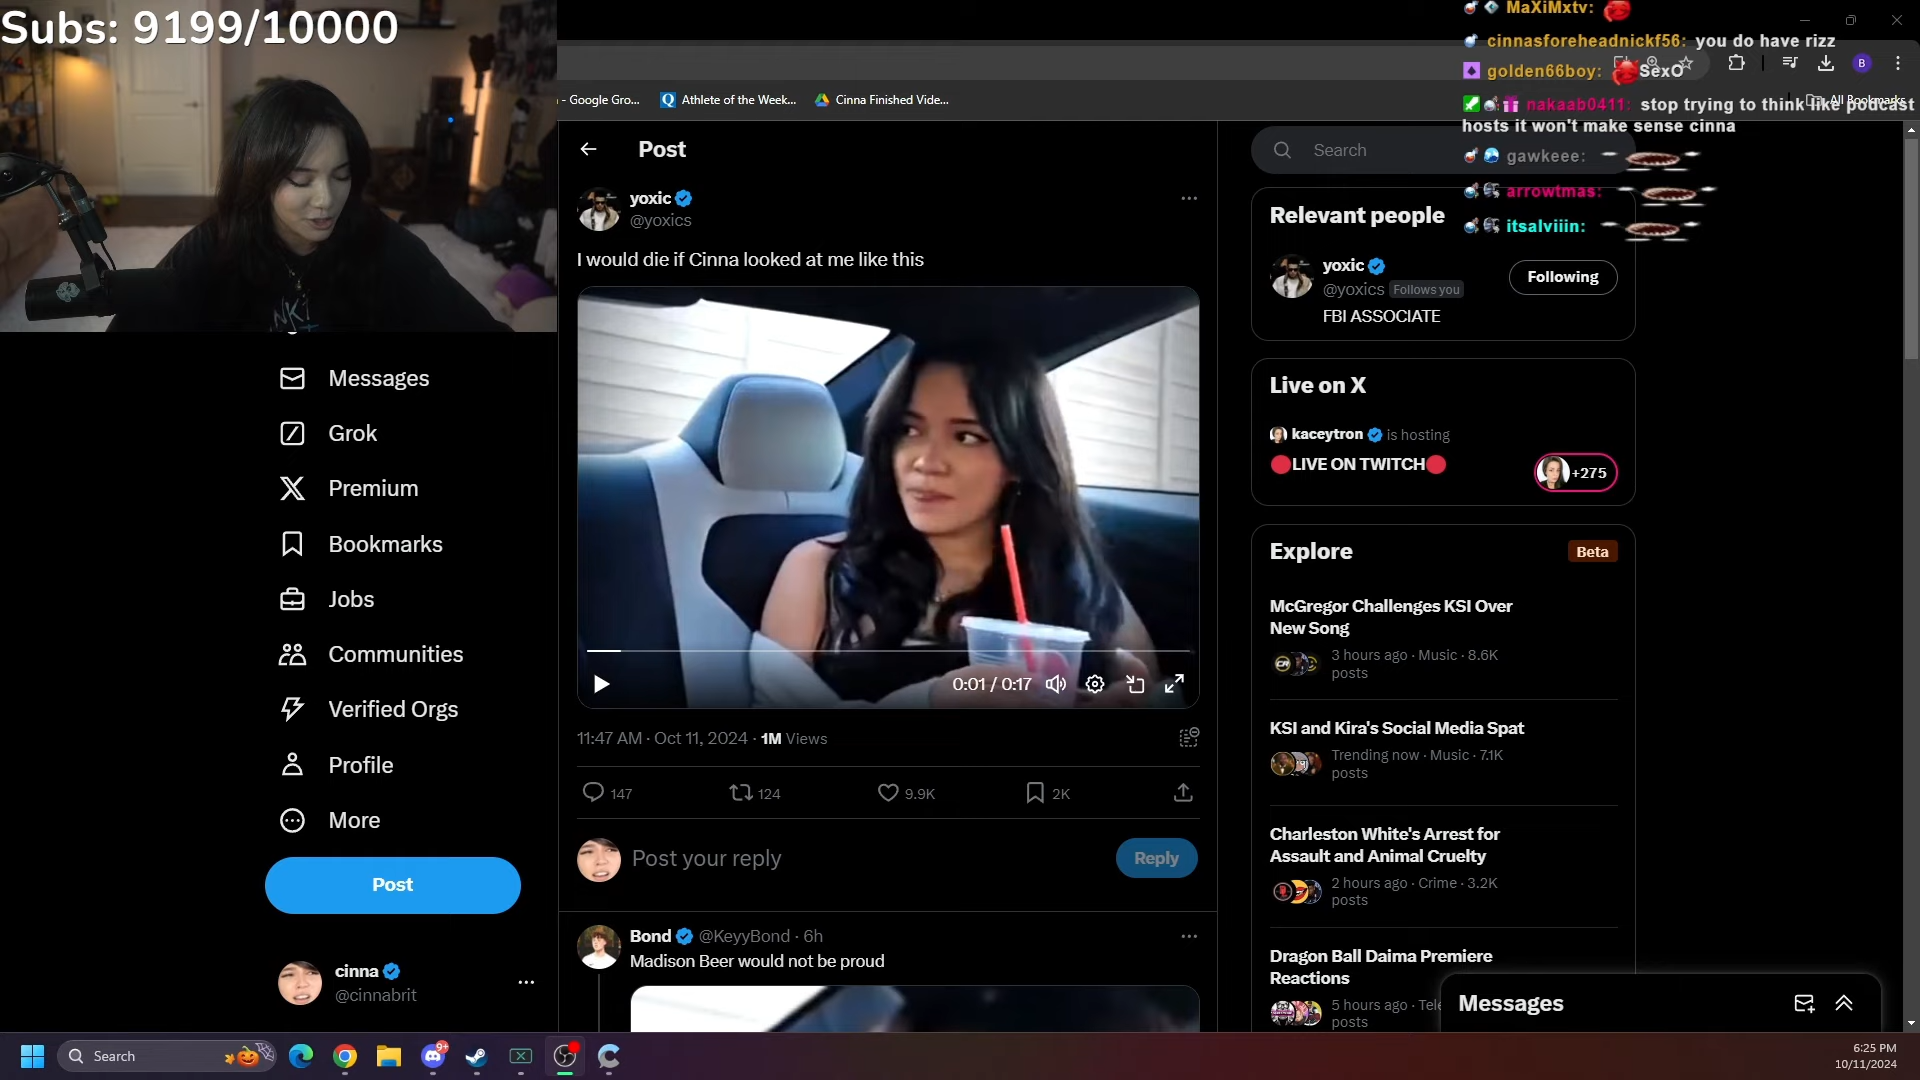 Subs: 9199/10000
MaXiMxtv:
cinnasforeheadnickf56: you do have rizz
golden66boy: SexO
nakaab0411: stop trying to think like podcast
hosts it won't make sense cinna
gawkeee:
arrowtmas:
itsalviiin:
- Google Gro...
Athlete of the Week...
Cinna Finished Vide...
All Bookmarks
B
Post
yoxic
@yoxics
I would die if Cinna looked at me like this
0:01 / 0:17
11:47 AM · Oct 11, 2024 · 1M Views
147
124
9.9K
2K
Post your reply
Reply
Bond @KeyyBond · 6h
Madison Beer would not be proud
Messages
Grok
Premium
Bookmarks
Jobs
Communities
Verified Orgs
Profile
More
Post
cinna
@cinnabrit
Search
Relevant people
yoxic
@yoxics Follows you
Following
FBI ASSOCIATE
Live on X
kaceytron is hosting
LIVE ON TWITCH
+275
Explore
Beta
McGregor Challenges KSI Over
New Song
3 hours ago · Music · 8.6K
posts
KSI and Kira's Social Media Spat
Trending now · Music · 7.1K
posts
Charleston White's Arrest for
Assault and Animal Cruelty
2 hours ago · Crime · 3.2K
posts
Dragon Ball Daima Premiere
Reactions
5 hours ago · Tele
posts
Messages
Search
9+
6:25 PM
10/11/2024